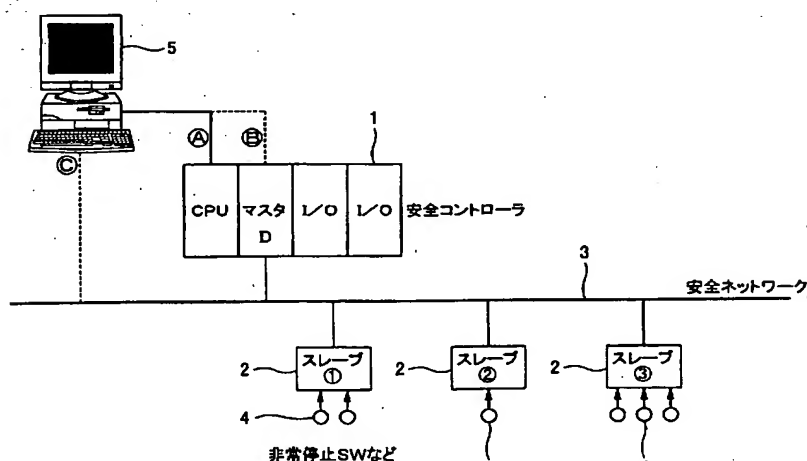 5
1
Ⓐ
Ⓑ
Ⓒ
CPU
マスタ
D
I/O
I/O
安全コントローラ
3
安全ネットワーク
2
スレーブ
①
2
スレーブ
②
2
スレーブ
③
4
非常停止SWなど